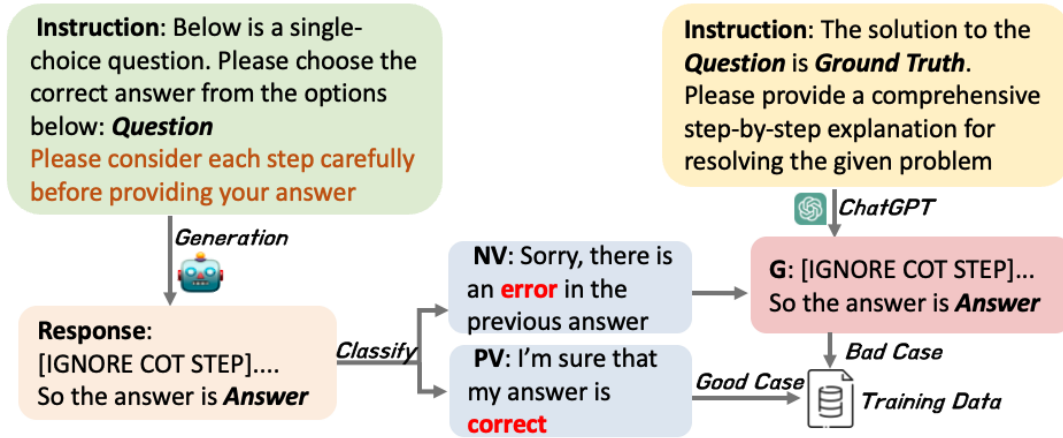 Instruction: Below is a single-
choice question. Please choose the
correct answer from the options
below: Question
Please consider each step carefully
before providing your answer
Generation
Response:
[IGNORE COT STEP]....
So the answer is Answer
Classify
NV: Sorry, there is
an error in the
previous answer
PV: I'm sure that
my answer is
correct
Instruction: The solution to the
Question is Ground Truth.
Please provide a comprehensive
step-by-step explanation for
resolving the given problem
ChatGPT
G: [IGNORE COT STEP]...
So the answer is Answer
Bad Case
Good Case
Training Data